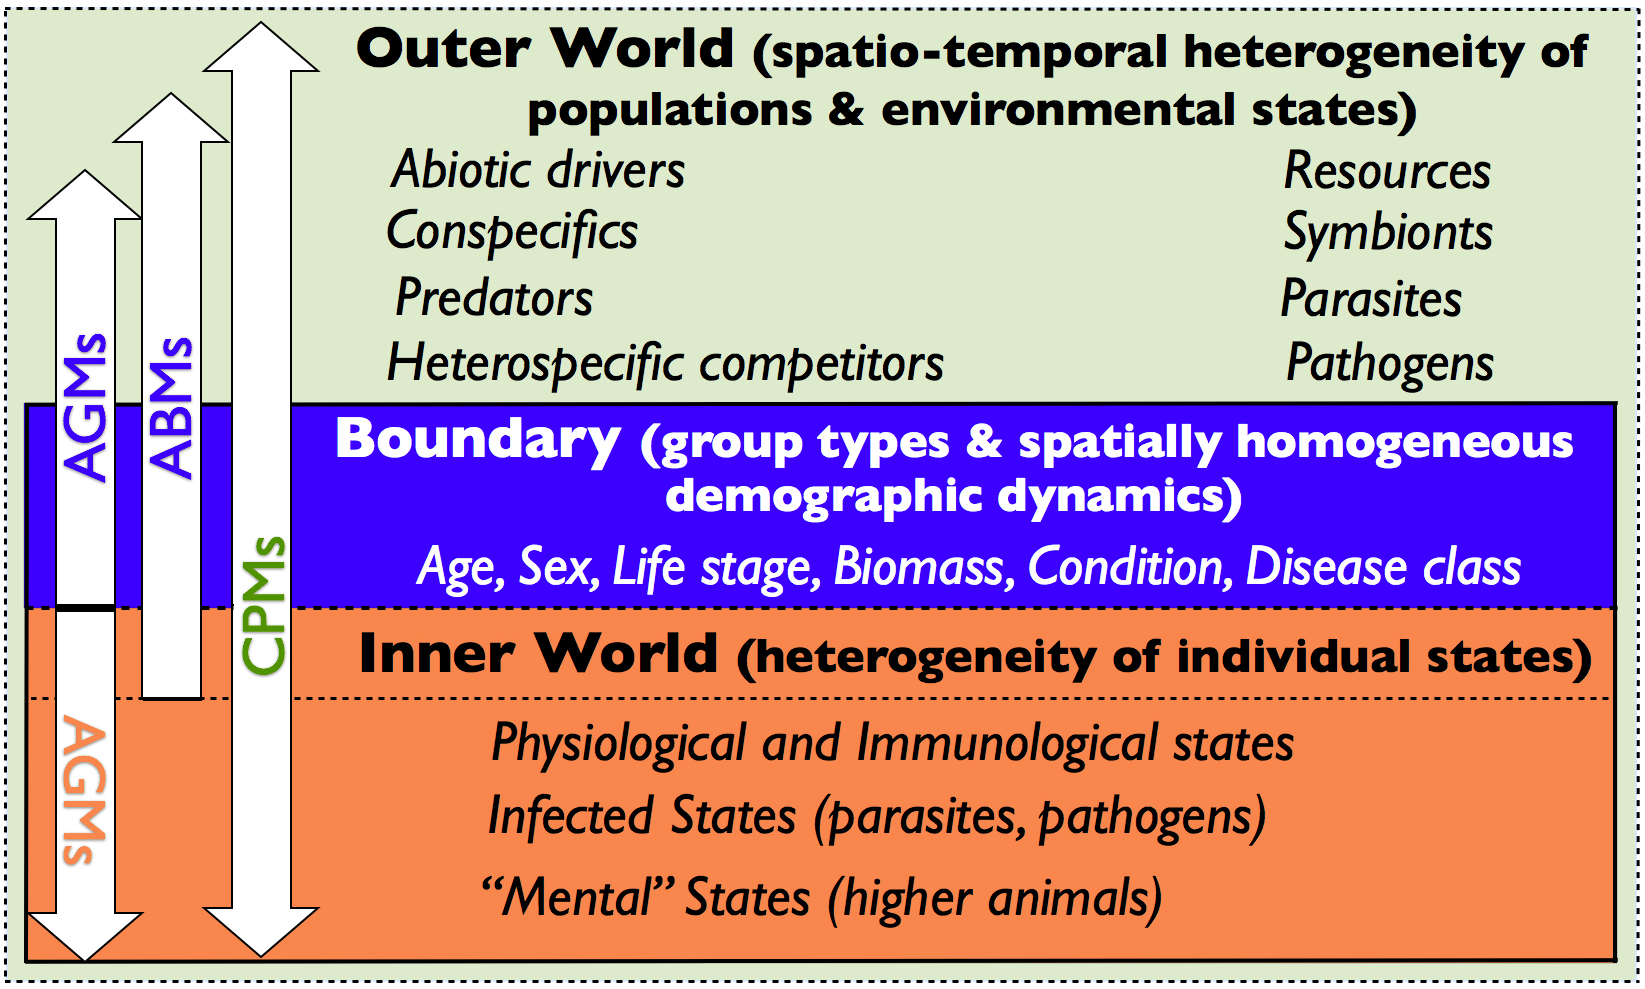 Outer World (spatio-temporal heterogeneity of
populations & environmental states)
Abiotic drivers
Resources
Conspecifics
Symbionts
Predators
Parasites
Heterospecific competitors
Pathogens
AGMs
ABMs
CPMs
Boundary (group types & spatially homogeneous
demographic dynamics)
Age, Sex, Life stage, Biomass, Condition, Disease class
Inner World (heterogeneity of individual states)
AGMs
Physiological and Immunological states
Infected States (parasites, pathogens)
“Mental” States (higher animals)